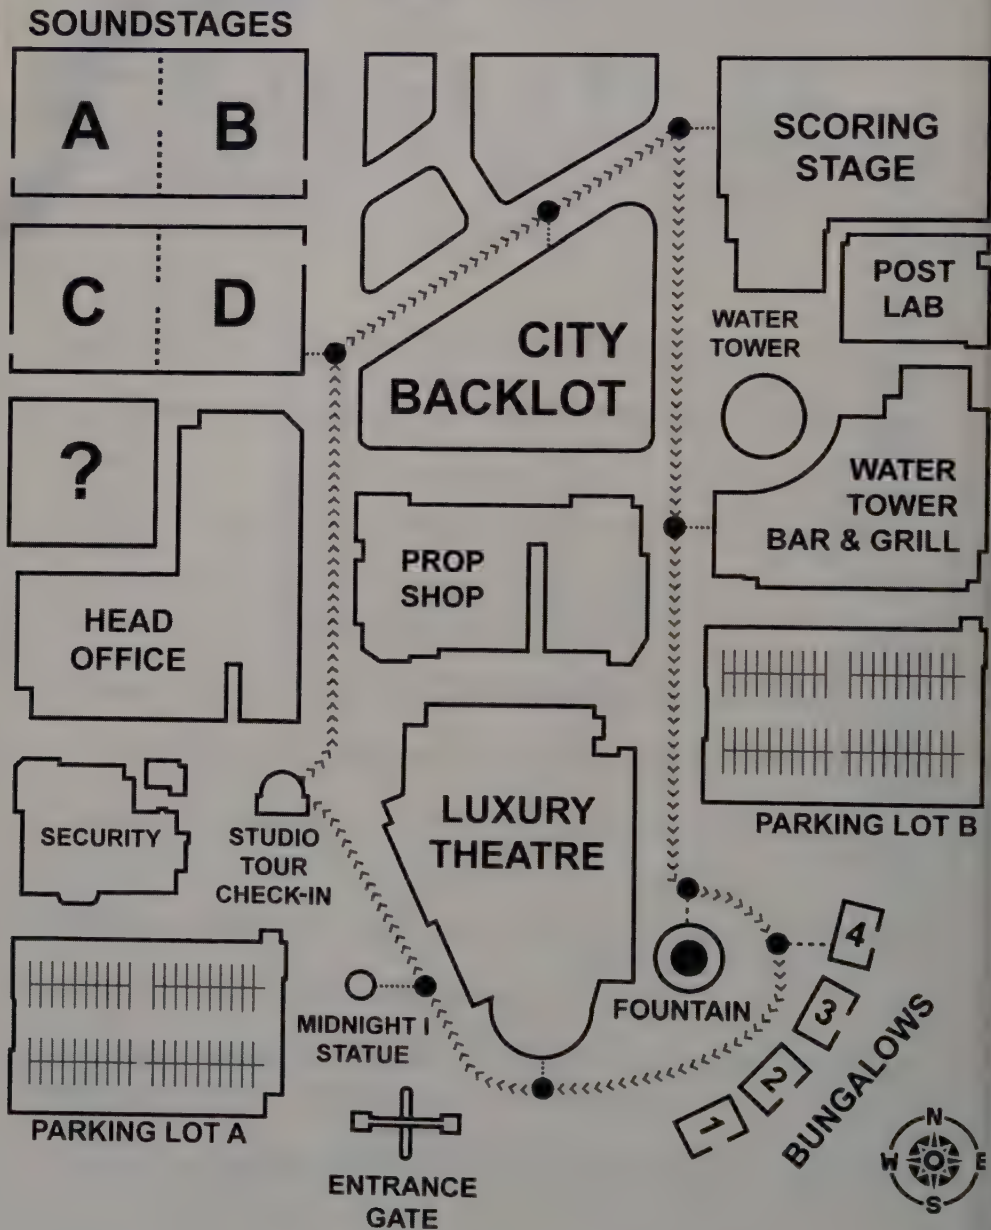 SOUNDSTAGES
A
B
SCORING
STAGE
C
D
POST
LAB
WATER
TOWER
CITY
BACKLOT
?
WATER
TOWER
BAR & GRILL
PROP
SHOP
HEAD
OFFICE
LUXURY
THEATRE
PARKING LOT B
SECURITY
STUDIO
TOUR
CHECK-IN
4
3
2
1
BUNGALOWS
FOUNTAIN
MIDNIGHT I
STATUE
PARKING LOT A
ENTRANCE
GATE
N
W
E
S